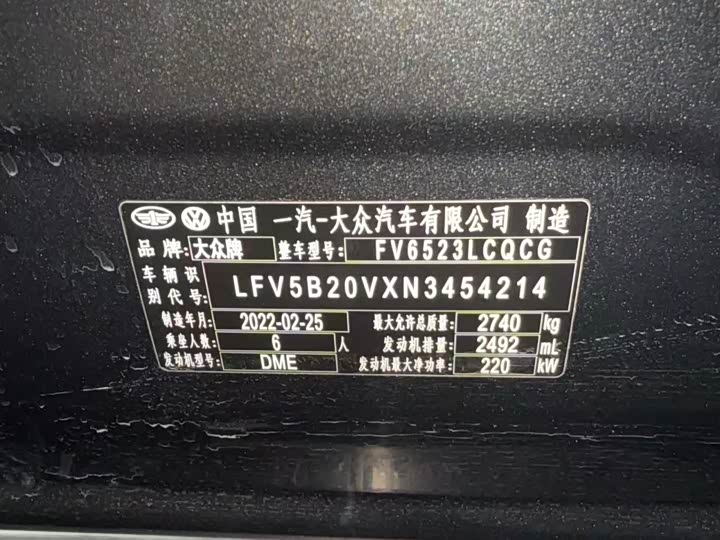 中国 一汽-大众汽车有限公司 制造
品牌: 大众牌 整车型号: FV6523LCQCG
车辆识别代号: LFV5B20VXN3454214
制造年月: 2022-02-25 最大允许总质量: 2740 kg
乘坐人数: 6 人 发动机排量: 2492 mL
发动机型号: DME 发动机最大净功率: 220 kW